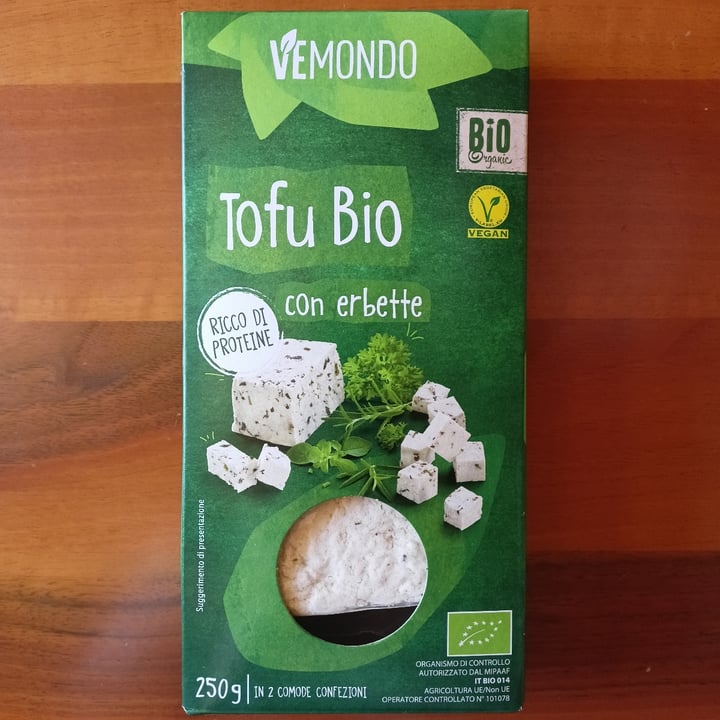 VEMONDO
BiO
Organic
Tofu Bio
VEGAN
con erbette
RICCO DI
PROTEINE
Suggerimento di presentazione
ORGANISMO DI CONTROLLO
AUTORIZZATO DAL MIPAAF
IT BIO 014
AGRICOLTURA UE/Non UE
OPERATORE CONTROLLATO N° 101078
250g IN 2 COMODE CONFEZIONI